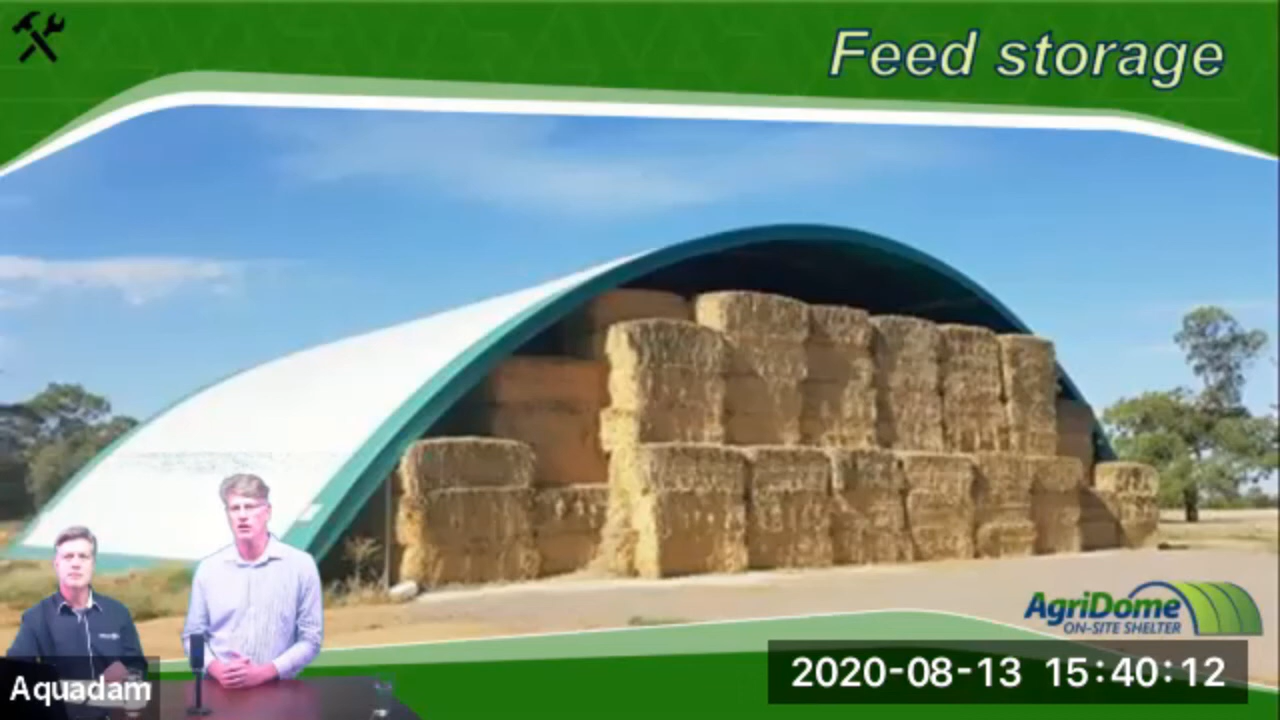 Feed storage
AgriDome
ON-SITE SHELTER
Aquadam
2020-08-13 15:40:12